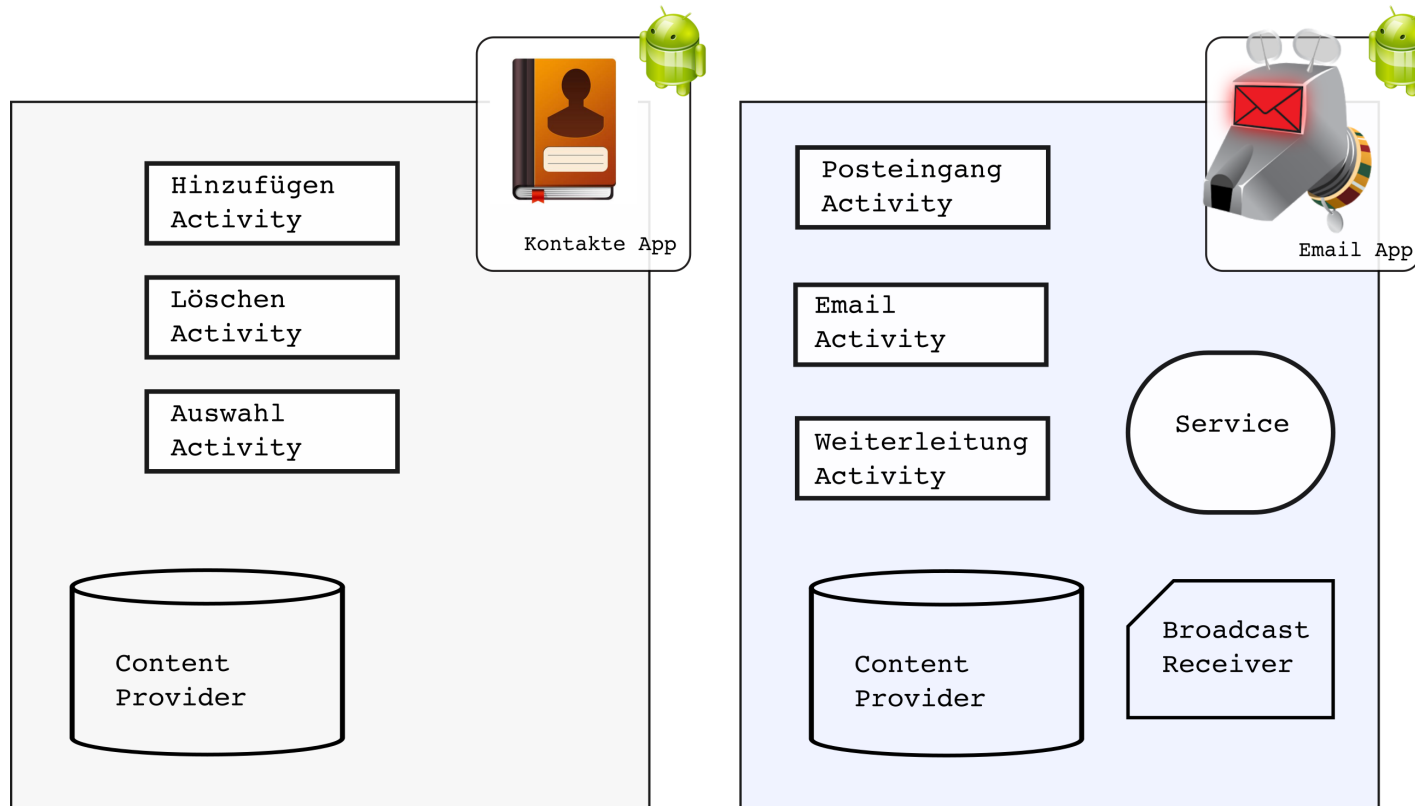 Hinzufügen
Activity
Löschen
Activity
Auswahl
Activity
Content
Provider
Kontakte App
Posteingang
Activity
Email
Activity
Weiterleitung
Activity
Content
Provider
Service
Broadcast
Receiver
Email App